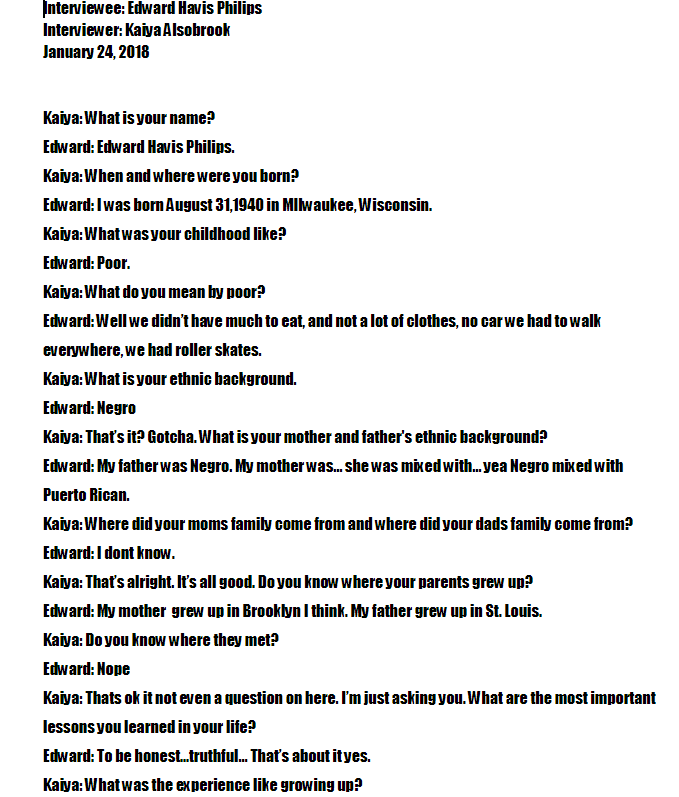 Interviewee: Edward Havis Philips
Interviewer: Kaiya Alsobrook
January 24, 2018
Kaiya: What is your name?
Edward: Edward Havis Philips.
Kaiya: When and where were you born?
Edward: I was born August 31,1940 in MIlwaukee, Wisconsin.
Kaiya: What was your childhood like?
Edward: Poor.
Kaiya: What do you mean by poor?
Edward: Well we didn't have much to eat, and not a lot of clothes, no car we had to walk
everywhere, we had roller skates.
Kaiya: What is your ethnic background.
Edward: Negro
Kaiya: That's it? Gotcha. What is your mother and father's ethnic background?
Edward: My father was Negro. My mother was... she was mixed with... yea Negro mixed with
Puerto Rican.
Kaiya: Where did your moms family come from and where did your dads family come from?
Edward: I dont know.
Kaiya: That's alright. It's all good. Do you know where your parents grew up?
Edward: My mother  grew up in Brooklyn I think. My father grew up in St. Louis.
Kaiya: Do you know where they met?
Edward: Nope
Kaiya: Thats ok it not even a question on here. I'm just asking you. What are the most important
lessons you learned in your life?
Edward: To be honest...truthful... That's about it yes.
Kaiya: What was the experience like growing up?